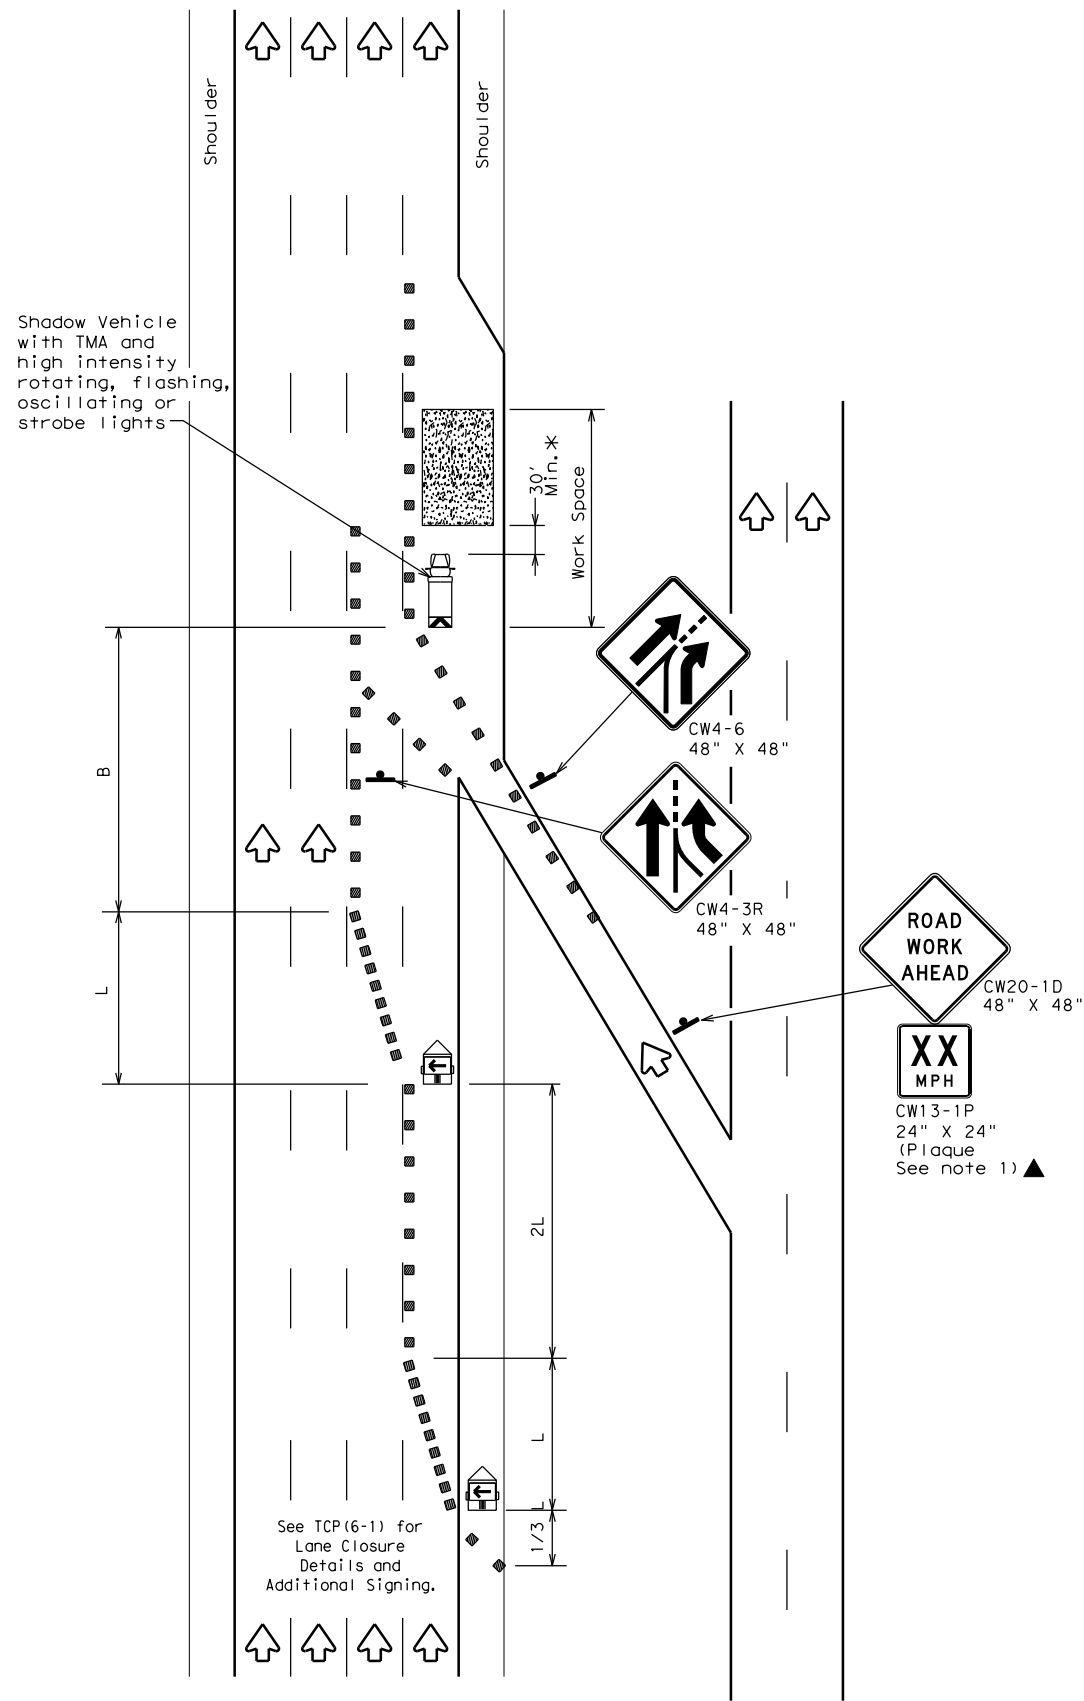 Shoulder
Shoulder
Shadow Vehicle
with TMA and
high intensity
rotating, flashing,
oscillating or
strobe lights
30'
Min.*
Work Space
CW4-6
48" X 48"
B
CW4-3R
48" X 48"
ROAD
WORK
AHEAD
CW20-1D
48" X 48"
L
XX
MPH
CW13-1P
24" X 24"
(Plaque
See note 1)▲
2L
L
1/3 L
See TCP(6-1) for
Lane Closure
Details and
Additional Signing.